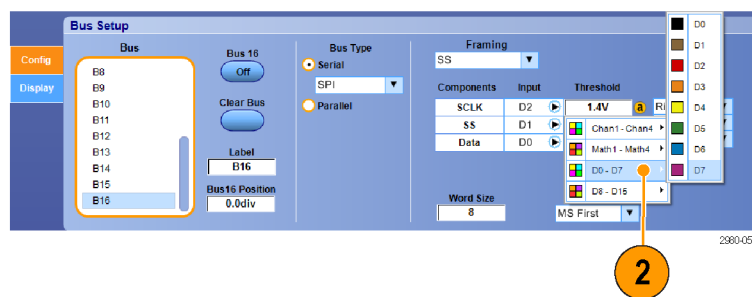 Bus Setup
Config
Display
Bus
B8
B9
B10
B11
B12
B13
B14
B15
B16
Bus 16
Off
Clear Bus
Label
B16
Bus16 Position
0.0div
Bus Type
Serial
SPI
Parallel
Framing
SS
Components Input Threshold
SCLK D2 1.4V a Ri
SS D1
Data D0
Chan1 - Chan4
Math1 - Math4
D0 - D7
D8 - D15
Word Size
8
MS First
D0
D1
D2
D3
D4
D5
D6
D7
2
2980-05